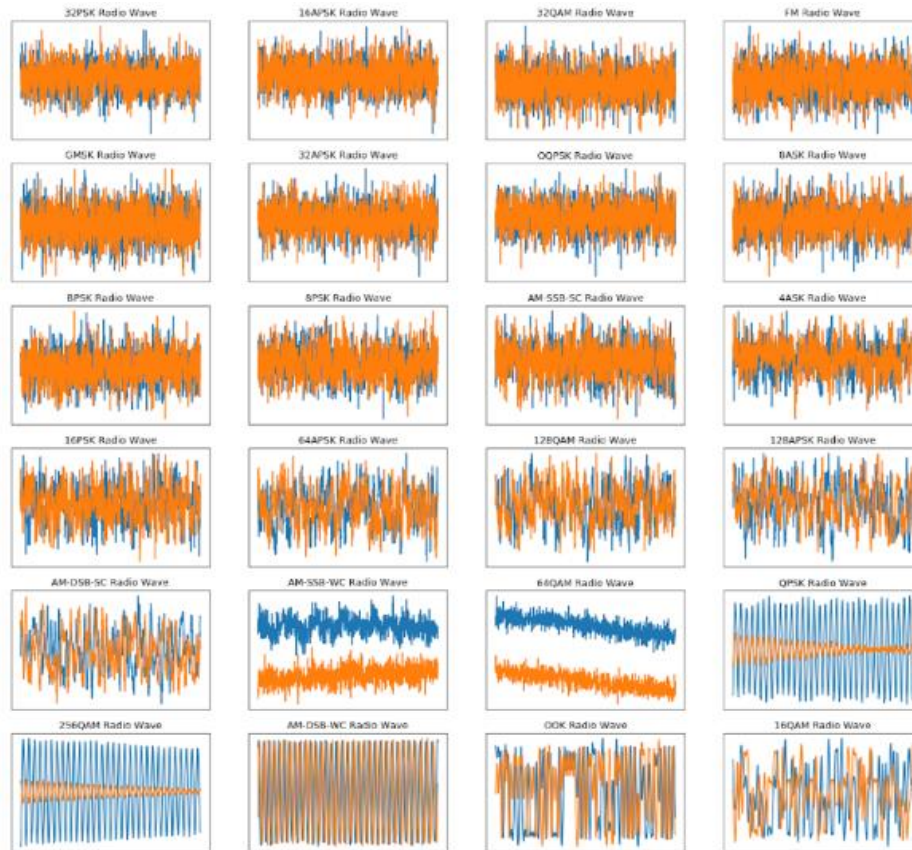 32PSK Radio Wave
16APSK Radio Wave
32QAM Radio Wave
FM Radio Wave
GMSK Radio Wave
32APSK Radio Wave
OQPSK Radio Wave
8ASK Radio Wave
BPSK Radio Wave
8PSK Radio Wave
AM-SSB-SC Radio Wave
4ASK Radio Wave
16PSK Radio Wave
64APSK Radio Wave
128QAM Radio Wave
128APSK Radio Wave
AM-DSB-SC Radio Wave
AM-SSB-WC Radio Wave
64QAM Radio Wave
QPSK Radio Wave
256QAM Radio Wave
AM-DSB-WC Radio Wave
OOK Radio Wave
16QAM Radio Wave